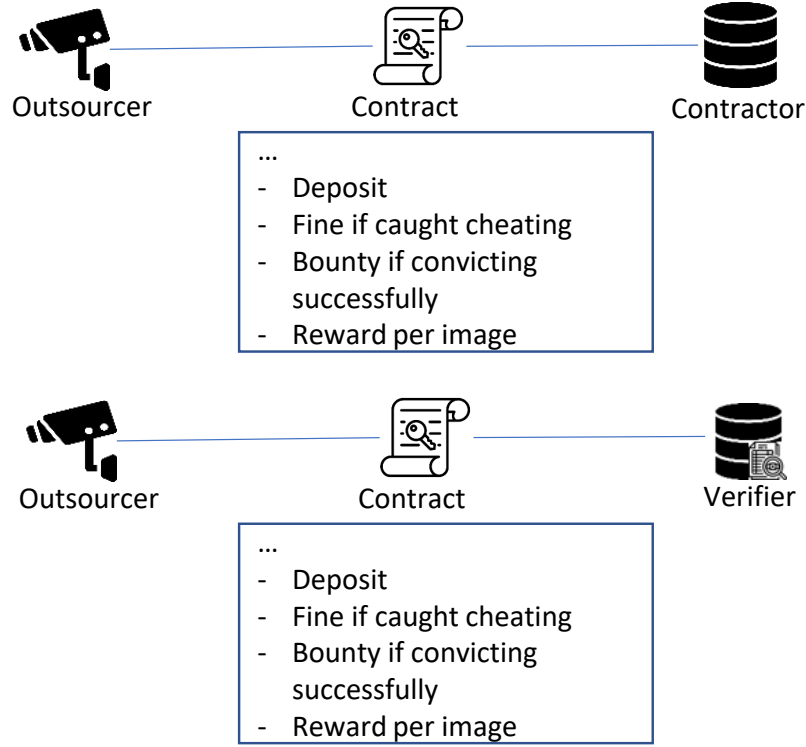 Outsourcer Contract Contractor
...
- Deposit
- Fine if caught cheating
- Bounty if convicting
successfully
- Reward per image
Outsourcer Contract Verifier
...
- Deposit
- Fine if caught cheating
- Bounty if convicting
successfully
- Reward per image